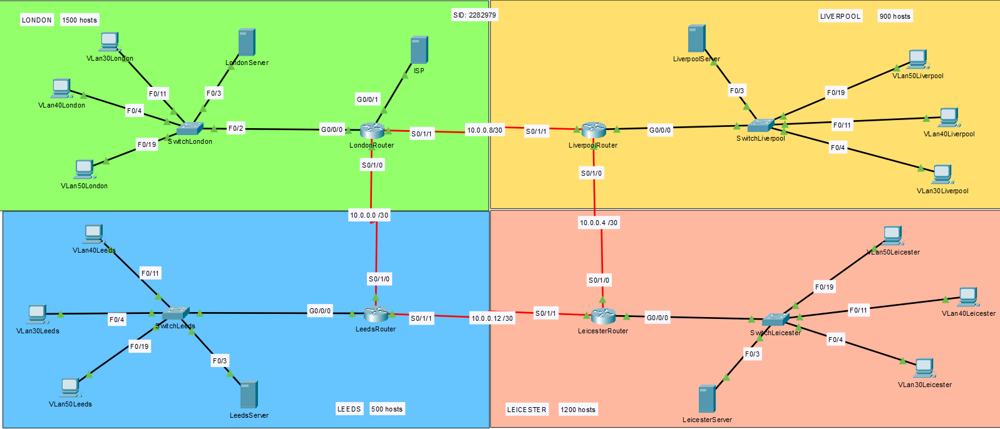 LONDON 1500 hosts
SID: 2282979
LIVERPOOL 900 hosts
VLan30London
LondonServer
ISP
VLan40London
F0/11
F0/3
G0/0/1
F0/4
F0/2
G0/0/0
S0/1/1
10.0.0.8/30
F0/19
SwitchLondon
LondonRouter
VLan50London
S0/1/0
LiverpoolServer
VLan50Liverpool
F0/3
F0/19
S0/1/1
G0/0/0
F0/11
VLan40Liverpool
SwitchLiverpool
LiverpoolRouter
F0/4
S0/1/0
VLan30Liverpool
10.0.0.0 /30
10.0.0.4 /30
VLan40Leeds
F0/11
S0/1/0
G0/0/0
F0/4
SwitchLeeds
VLan30Leeds
LeedsRouter
S0/1/1
10.0.0.12 /30
F0/19
F0/3
VLan50Leeds
LeedsServer
LEEDS 500 hosts
VLan50Leicester
S0/1/0
F0/19
S0/1/1
G0/0/0
F0/11
VLan40Leicester
LeicesterRouter
SwitchLeicester
F0/4
F0/3
VLan30Leicester
LEICESTER 1200 hosts
LeicesterServer